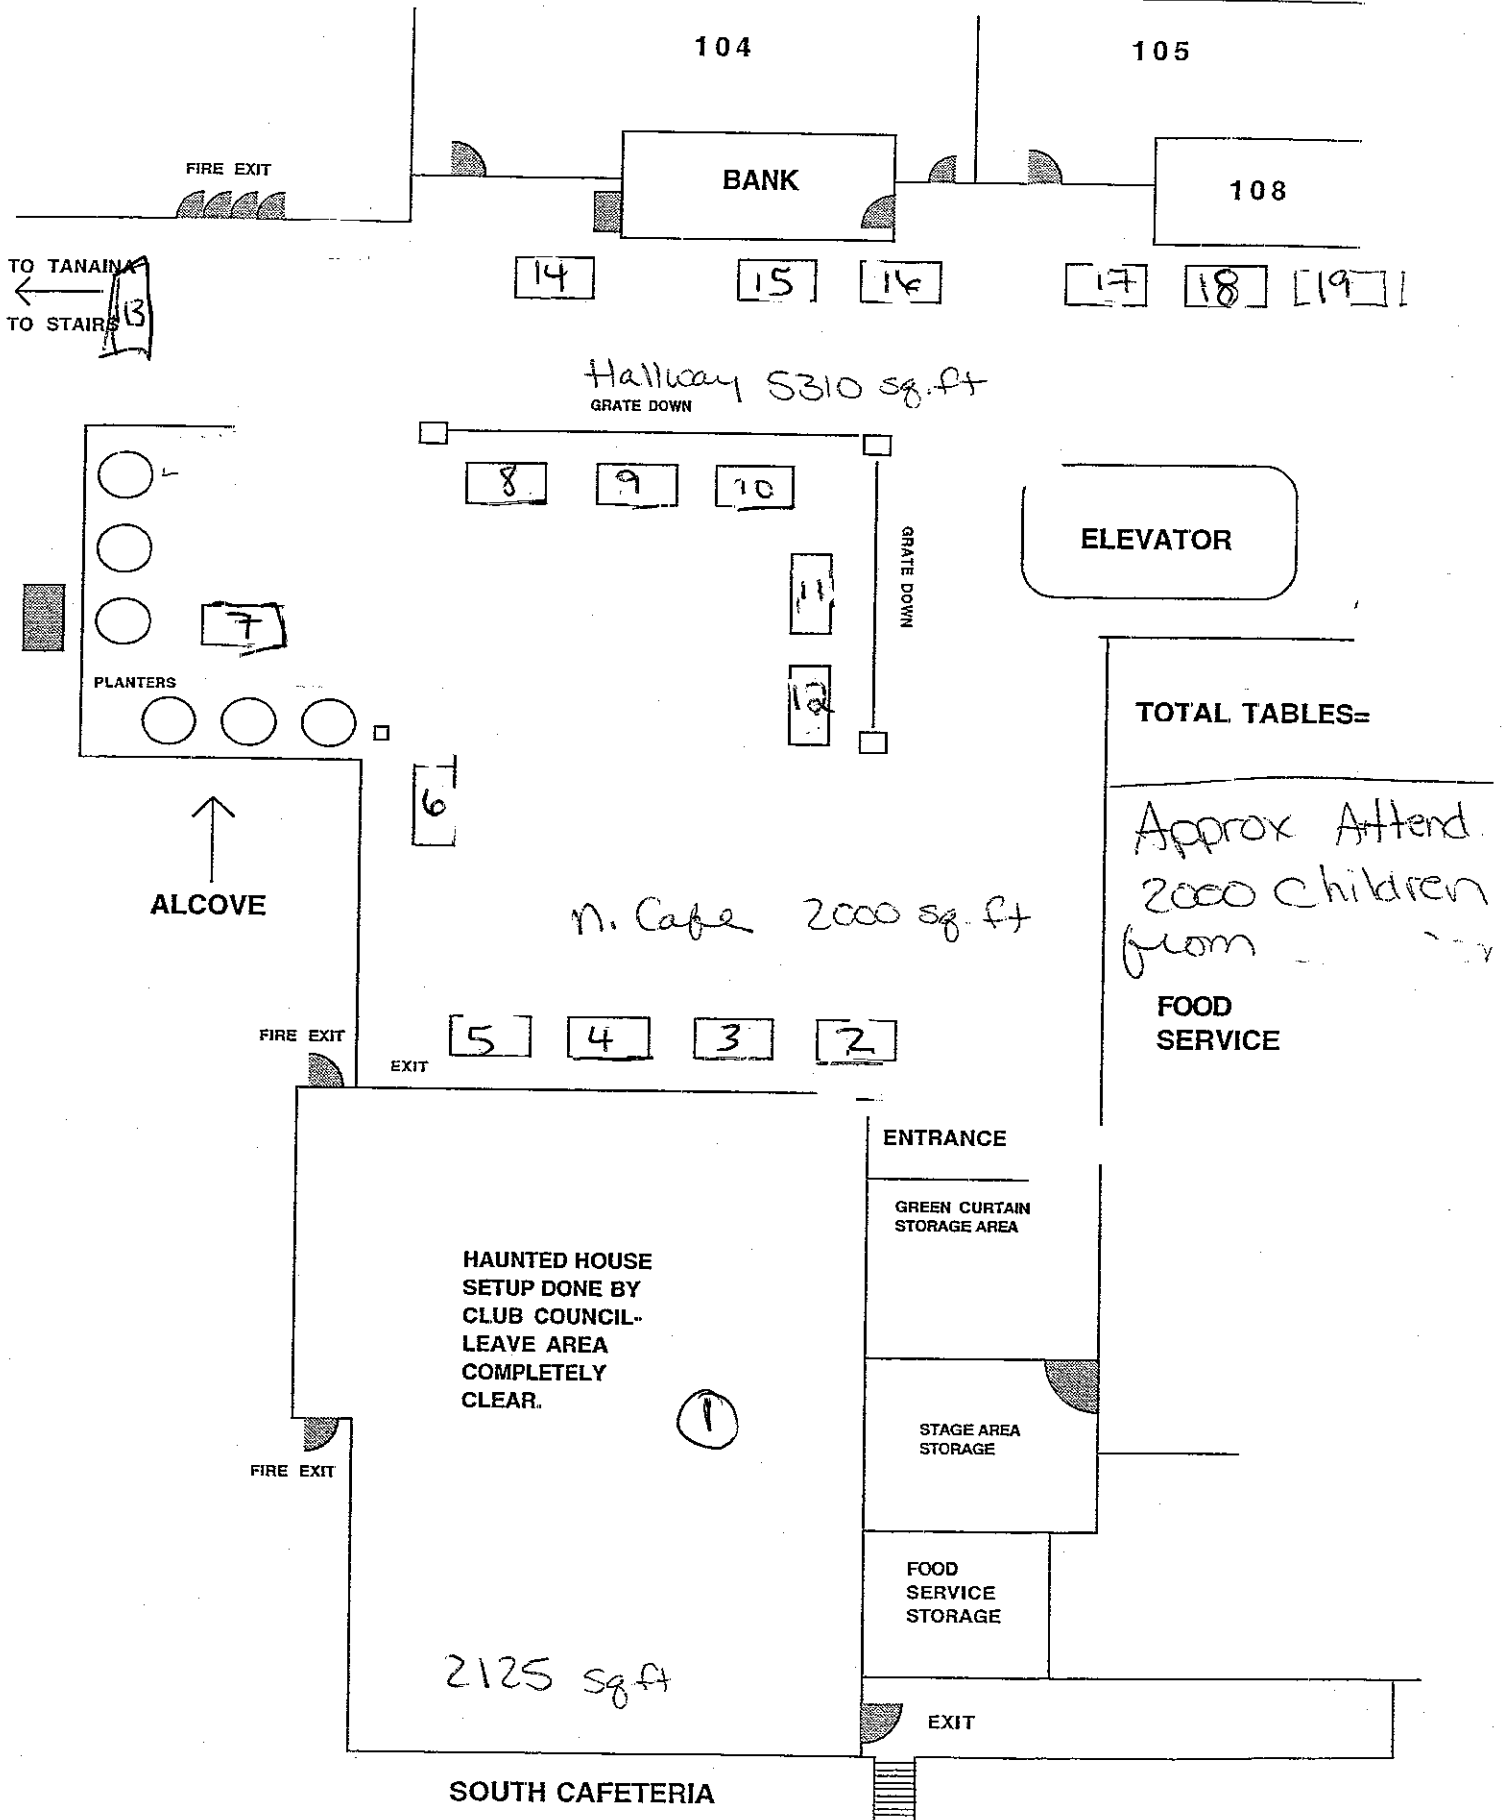 104
105
FIRE EXIT
BANK
108
TO TANAINA
TO STAIRS
13
14
15
16
17
18
19
Hallway 5310 sq.ft
GRATE DOWN
8
9
10
ELEVATOR
GRATE DOWN
11
7
PLANTERS
12
TOTAL TABLES=
6
Approx Attend.
2000 Children
from
ALCOVE
n. Cafe 2000 sq. ft
FOOD
SERVICE
5
4
3
2
FIRE EXIT
EXIT
ENTRANCE
GREEN CURTAIN
STORAGE AREA
HAUNTED HOUSE
SETUP DONE BY
CLUB COUNCIL-
LEAVE AREA
COMPLETELY
CLEAR.
1
STAGE AREA
STORAGE
FIRE EXIT
FOOD
SERVICE
STORAGE
2125 sq ft
EXIT
SOUTH CAFETERIA